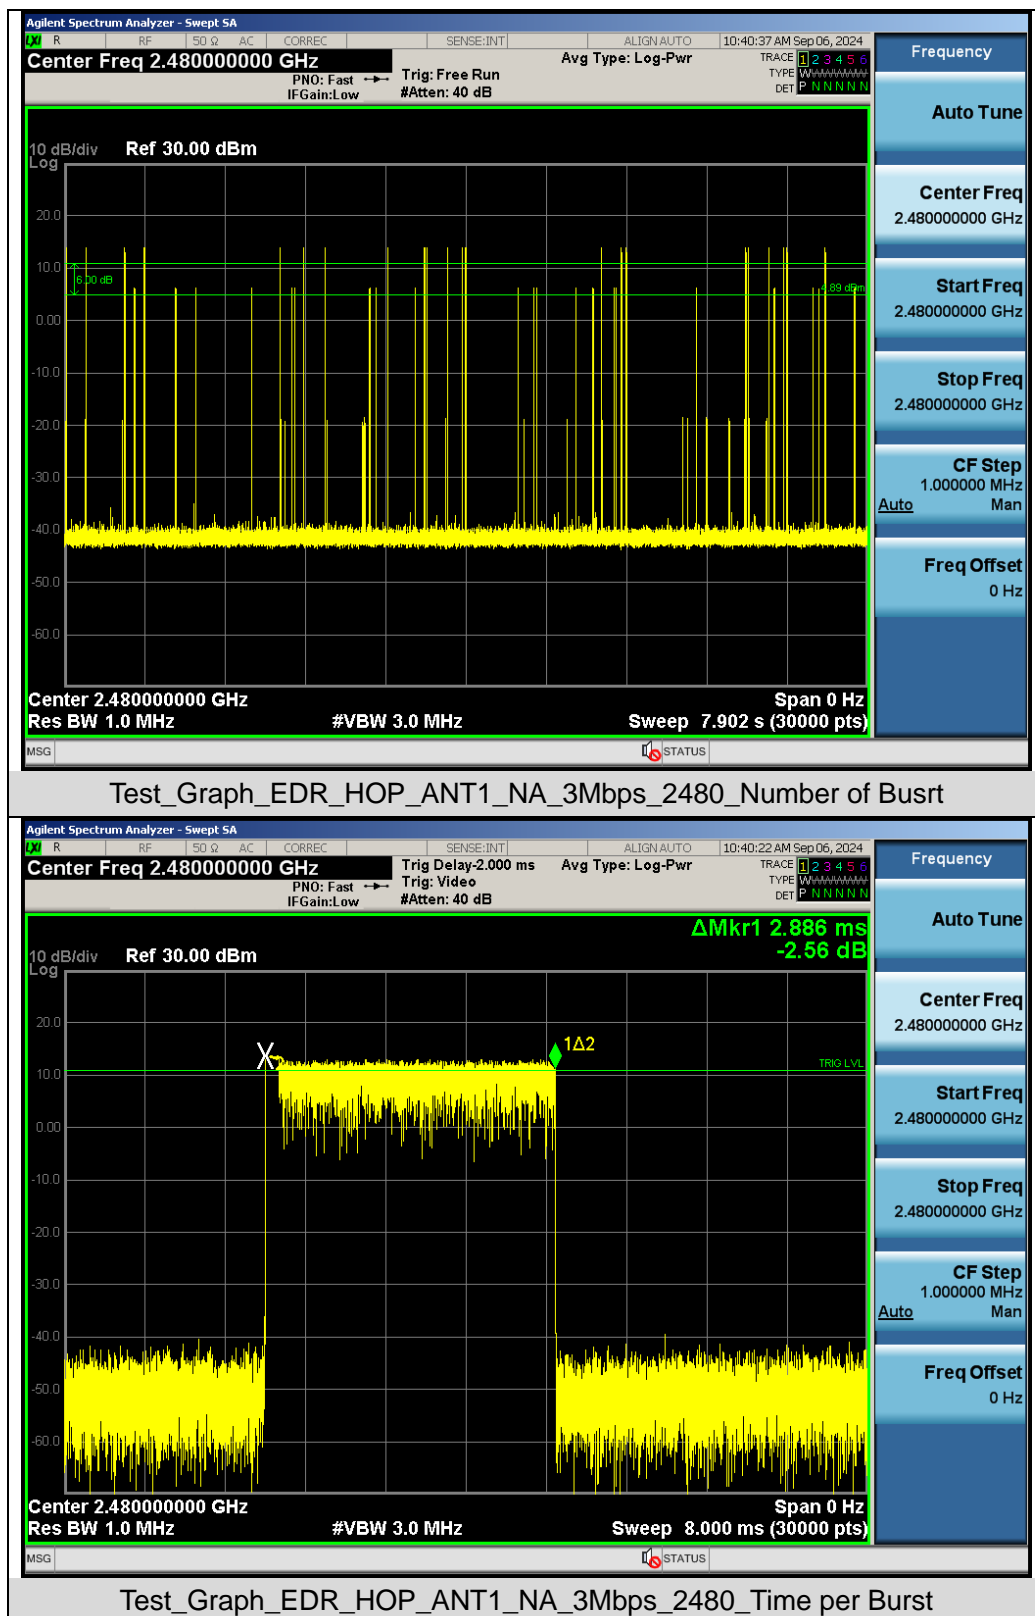 Agilent Spectrum Analyzer - Swept SA
LXI R RF 50 Ω AC CORREC SENSE:INT ALIGN AUTO 10:40:37 AM Sep 06, 2024
Center Freq 2.480000000 GHz Avg Type: Log-Pwr TRACE 1 2 3 4 5 6
PNO: Fast Trig: Free Run TYPE WWWWWW
IFGain:Low #Atten: 40 dB DET P N N N N N
Frequency
Auto Tune
Center Freq
2.480000000 GHz
Start Freq
2.480000000 GHz
Stop Freq
2.480000000 GHz
CF Step
1.000000 MHz
Auto Man
Freq Offset
0 Hz
10 dB/div Ref 30.00 dBm
Log
20.0
10.0
6.00 dB
4.89 dBm
0.00
-10.0
-20.0
-30.0
-40.0
-50.0
-60.0
Center 2.480000000 GHz Span 0 Hz
Res BW 1.0 MHz #VBW 3.0 MHz Sweep 7.902 s (30000 pts)
MSG STATUS
Test_Graph_EDR_HOP_ANT1_NA_3Mbps_2480_Number of Busrt
Agilent Spectrum Analyzer - Swept SA
LXI R RF 50 Ω AC CORREC SENSE:INT ALIGN AUTO 10:40:22 AM Sep 06, 2024
Center Freq 2.480000000 GHz Trig Delay-2.000 ms Avg Type: Log-Pwr TRACE 1 2 3 4 5 6
PNO: Fast Trig: Video TYPE WWWWWW
IFGain:Low #Atten: 40 dB DET P N N N N N
Frequency
Auto Tune
Center Freq
2.480000000 GHz
Start Freq
2.480000000 GHz
Stop Freq
2.480000000 GHz
CF Step
1.000000 MHz
Auto Man
Freq Offset
0 Hz
ΔMkr1 2.886 ms
-2.56 dB
10 dB/div Ref 30.00 dBm
Log
20.0
X 1Δ2
TRIG LVL
10.0
0.00
-10.0
-20.0
-30.0
-40.0
-50.0
-60.0
Center 2.480000000 GHz Span 0 Hz
Res BW 1.0 MHz #VBW 3.0 MHz Sweep 8.000 ms (30000 pts)
MSG STATUS
Test_Graph_EDR_HOP_ANT1_NA_3Mbps_2480_Time per Burst